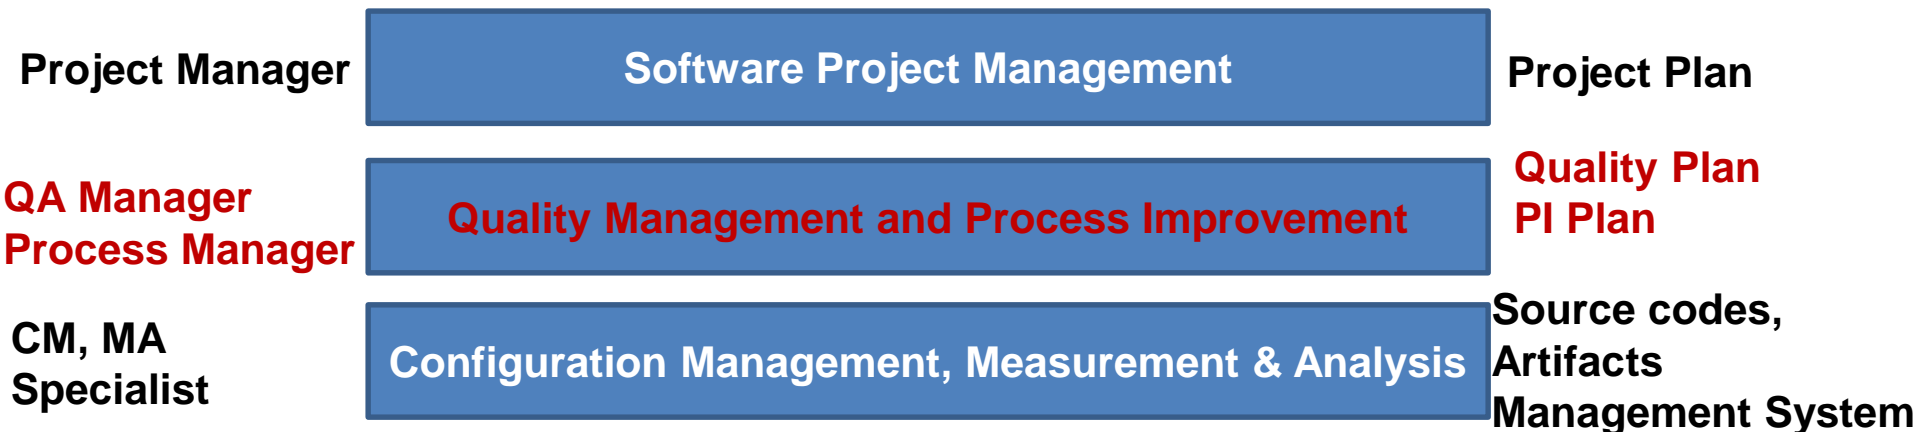 Project Manager
Software Project Management
Project Plan
QA Manager
Process Manager
Quality Management and Process Improvement
Quality Plan
PI Plan
CM, MA
Specialist
Configuration Management, Measurement & Analysis
Source codes,
Artifacts
Management System